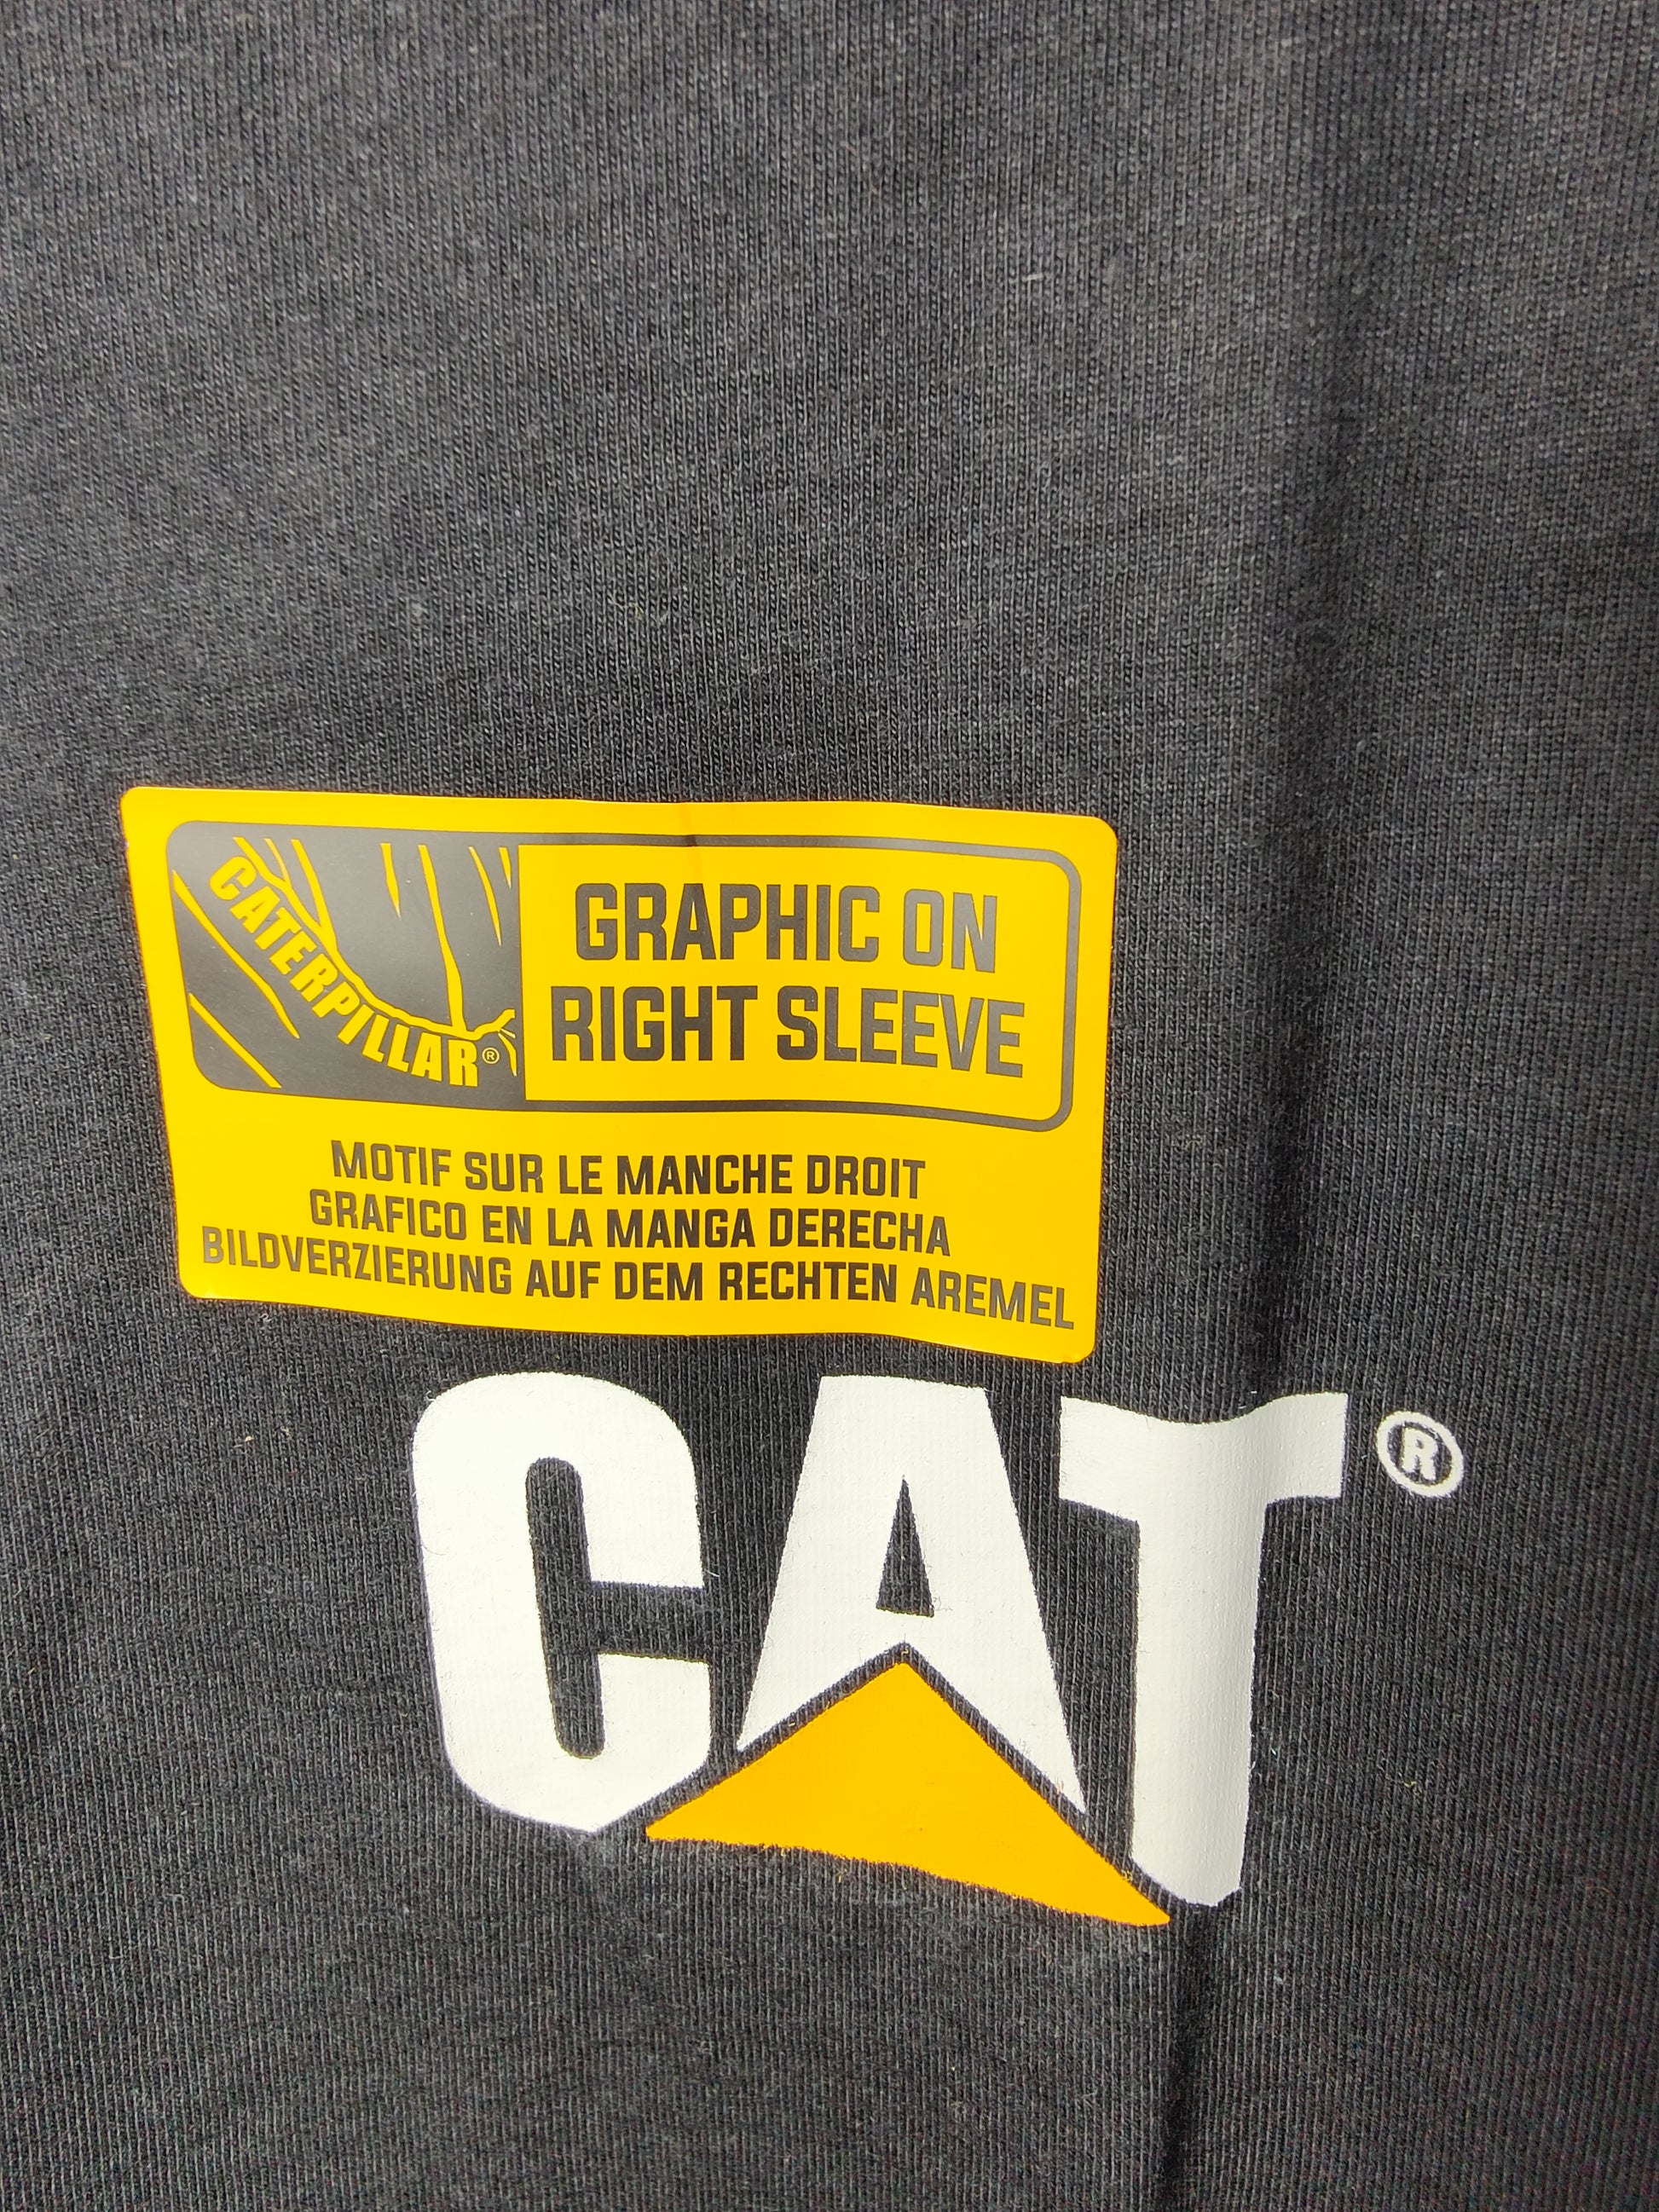 CATERPILLAR®
GRAPHIC ON
RIGHT SLEEVE
MOTIF SUR LE MANCHE DROIT
GRAFICO EN LA MANGA DERECHA
BILDVERZIERUNG AUF DEM RECHTEN AREMEL
CAT®